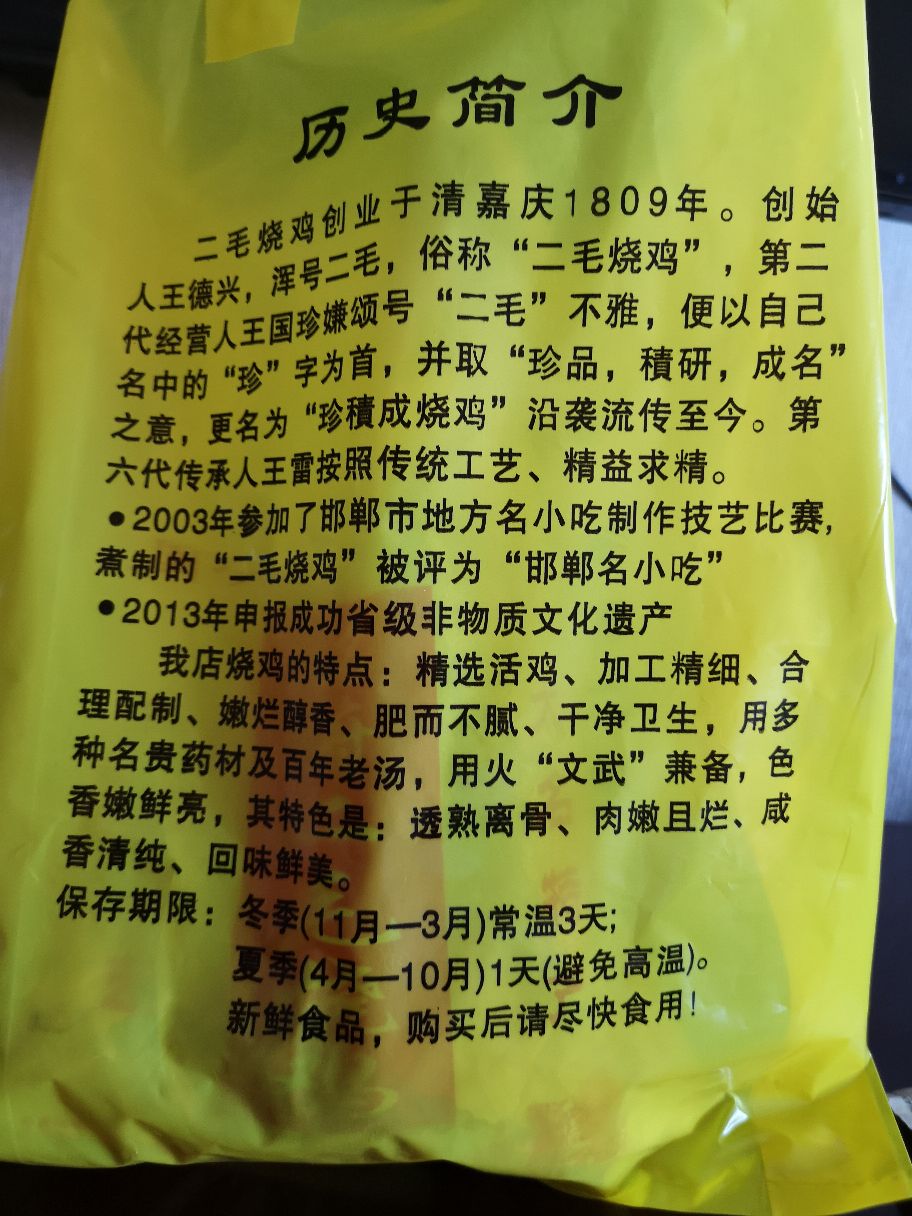 历史简介
二毛烧鸡创业于清嘉庆1809年。创始
人王德兴，浑号二毛，俗称“二毛烧鸡”，第二
代经营人王国珍嫌颂号“二毛”不雅，便以自己
名中的“珍”字为首，并取“珍品，積研，成名”
之意，更名为“珍積成烧鸡”沿袭流传至今。第
六代传承人王雷按照传统工艺、精益求精。
●2003年参加了邯郸市地方名小吃制作技艺比赛，
煮制的“二毛烧鸡”被评为“邯郸名小吃”
●2013年申报成功省级非物质文化遗产
我店烧鸡的特点：精选活鸡、加工精细、合
理配制、嫩烂醇香、肥而不腻、干净卫生，用多
种名贵药材及百年老汤，用火“文武”兼备，色
香嫩鲜亮，其特色是：透熟离骨、肉嫩且烂、咸
香清纯、回味鲜美。
保存期限：冬季(11月—3月)常温3天;
夏季(4月—10月)1天(避免高温)。
新鲜食品，购买后请尽快食用！